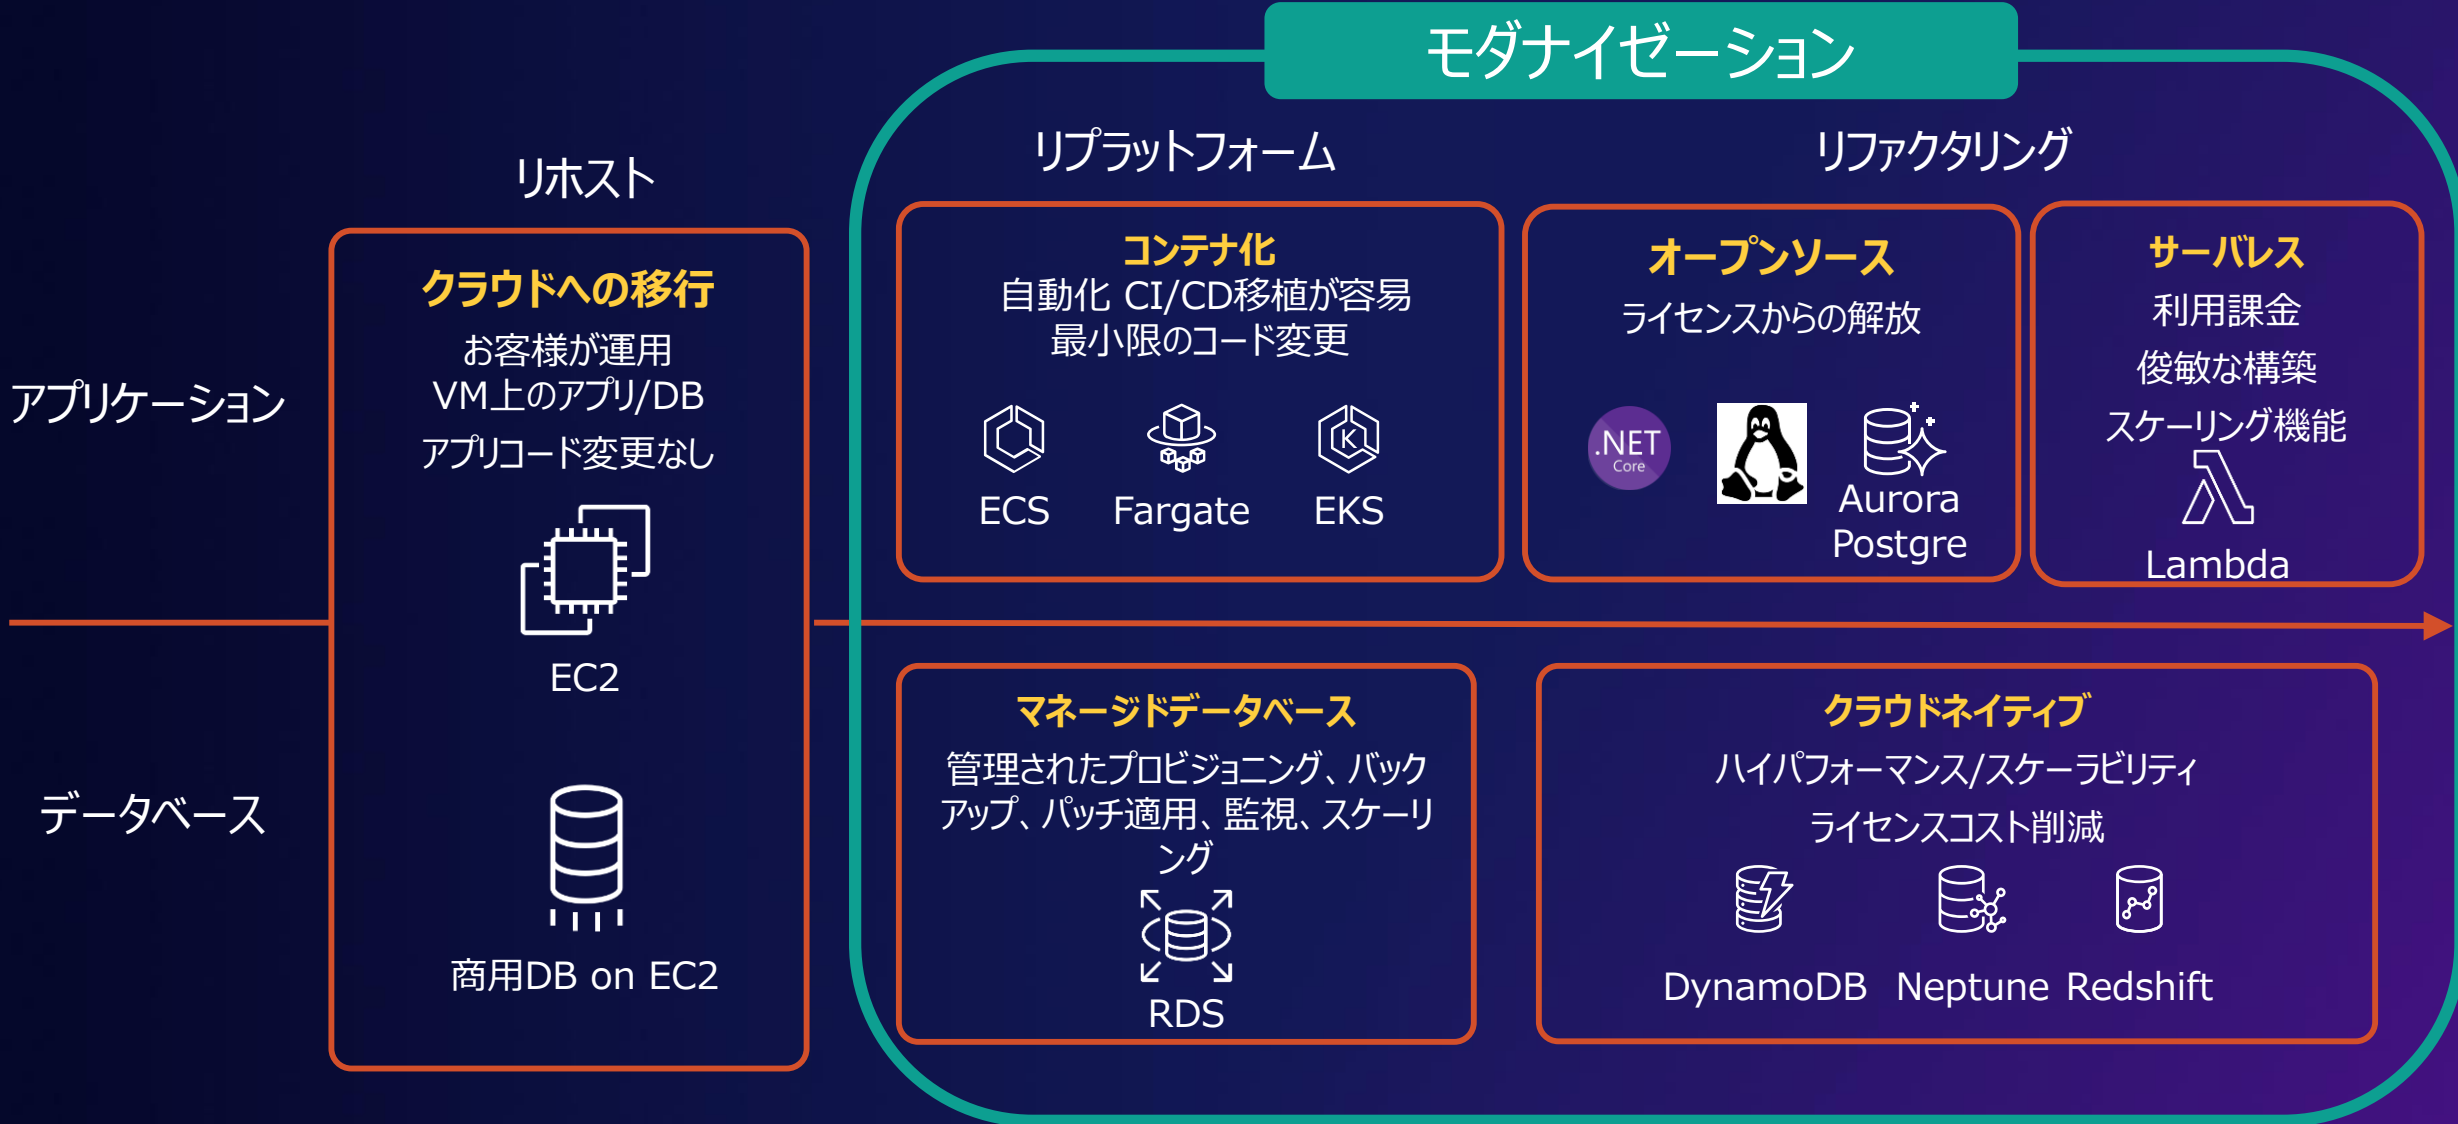 モダナイゼーション
リホスト
リプラットフォーム
リファクタリング
アプリケーション
データベース
クラウドへの移行
お客様が運用
VM上のアプリ/DB
アプリコード変更なし
EC2
商用DB on EC2
コンテナ化
自動化 CI/CD移植が容易
最小限のコード変更
ECS
Fargate
EKS
オープンソース
ライセンスからの解放
.NET
Core
Aurora
Postgre
サーバレス
利用課金
俊敏な構築
スケーリング機能
Lambda
マネージドデータベース
管理されたプロビジョニング、バック
アップ、パッチ適用、監視、スケーリ
ング
RDS
クラウドネイティブ
ハイパフォーマンス/スケーラビリティ
ライセンスコスト削減
DynamoDB
Neptune
Redshift